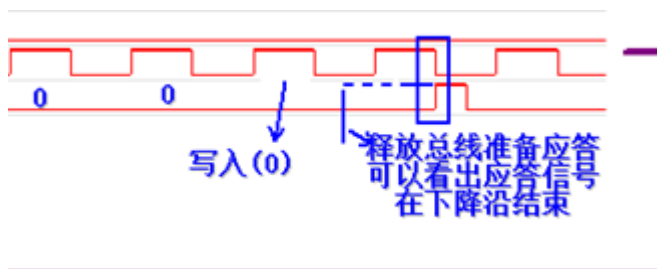 0 0
写入(0)
释放总线准备应答
可以看出应答信号
在下降沿结束